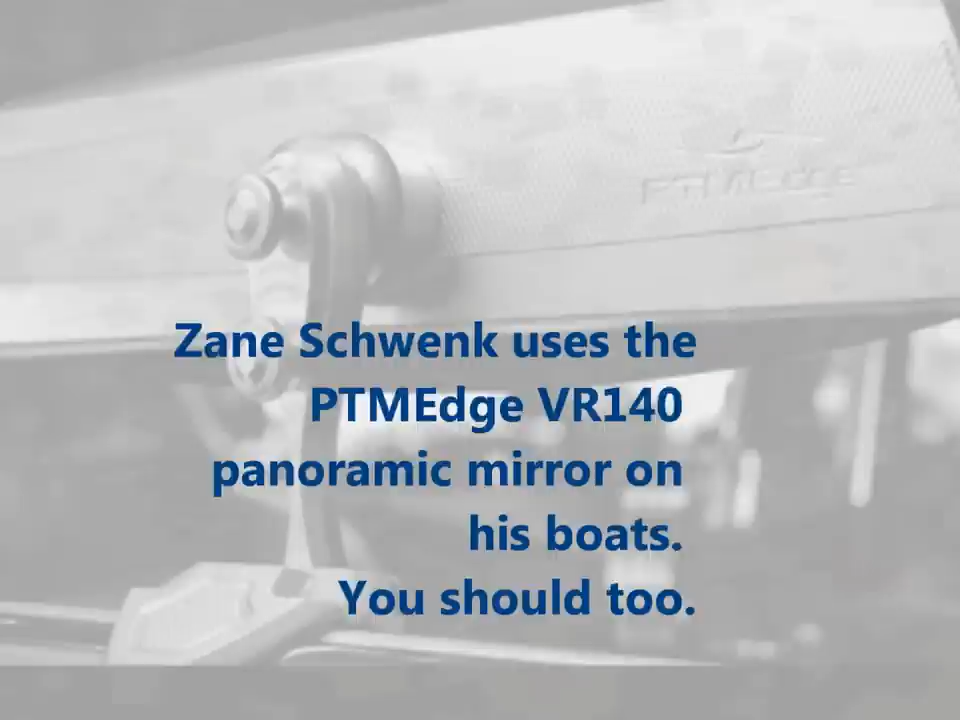 PTMEdge
Zane Schwenk uses the
PTMEdge VR140
panoramic mirror on
his boats.
You should too.